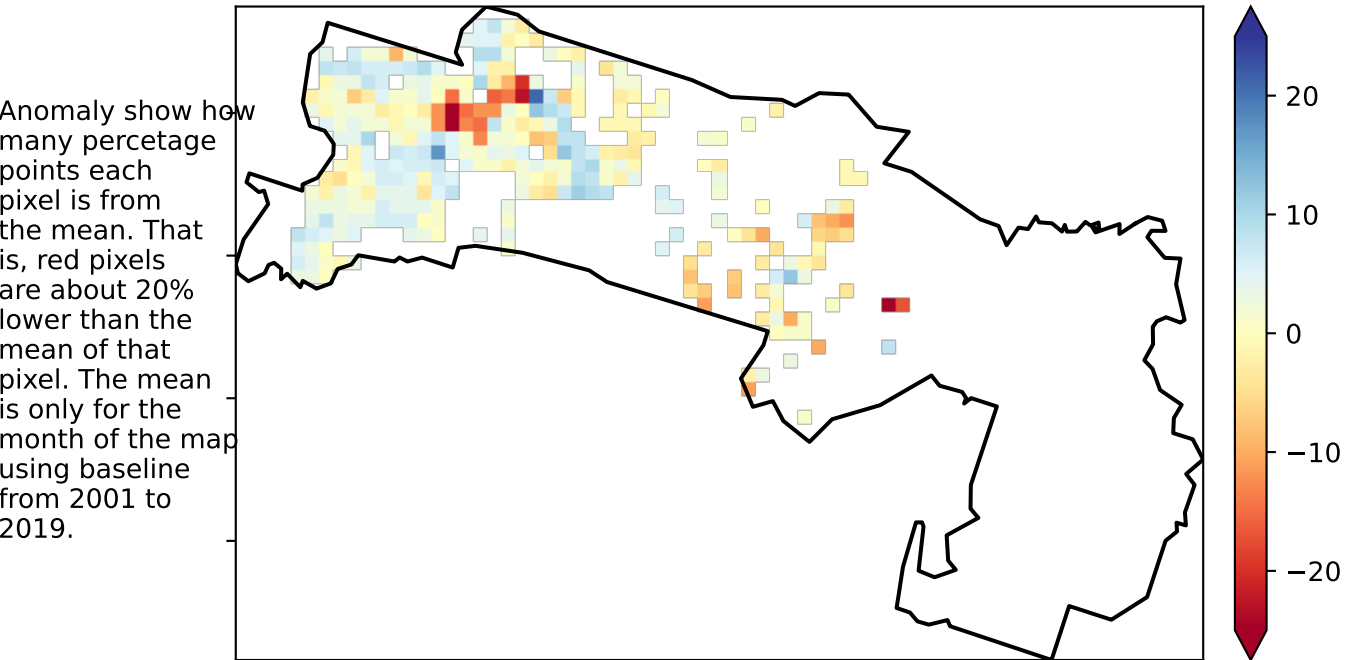 Anomaly show how
many percetage
points each
pixel is from
the mean. That
is, red pixels
are about 20%
lower than the
mean of that
pixel. The mean
is only for the
month of the map
using baseline
from 2001 to
2019.
20
10
0
−10
−20